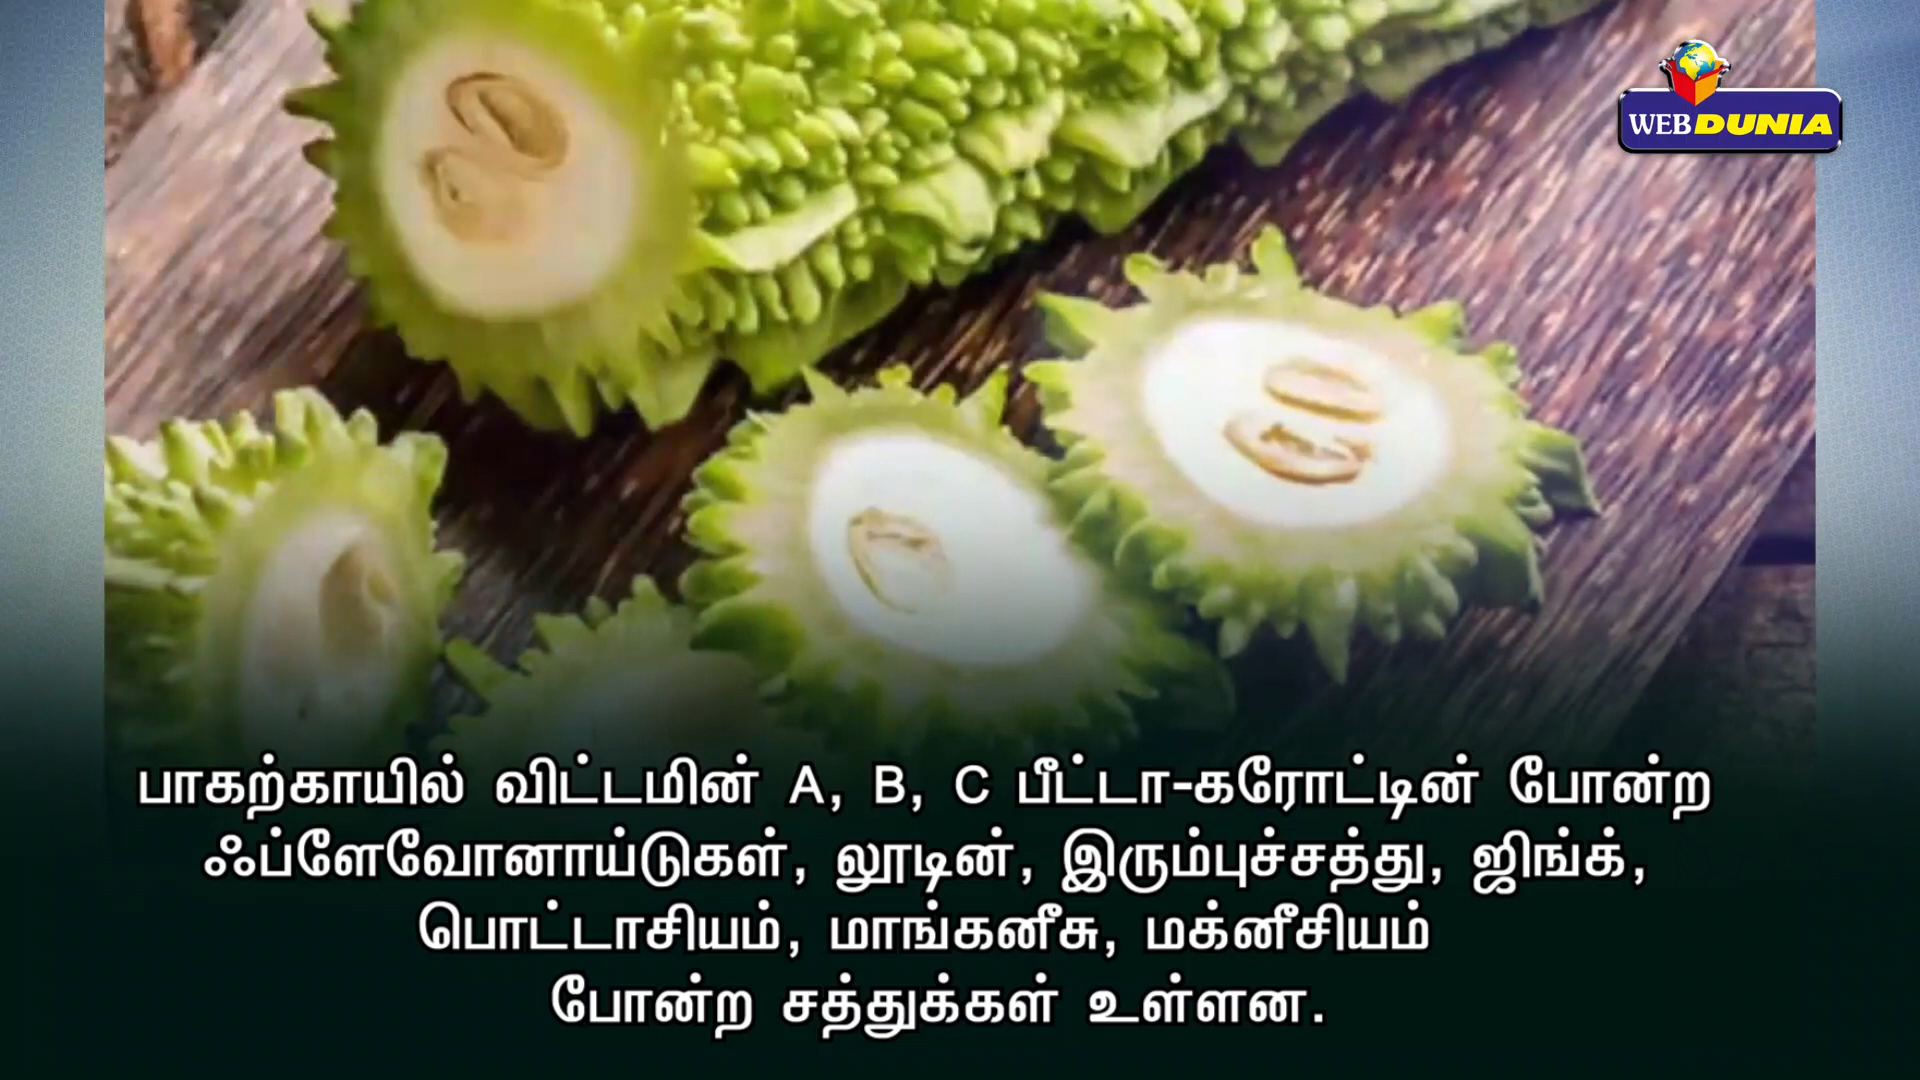 WEBDUNIA
பாகற்காயில் விட்டமின் A, B, C பீட்டா-கரோட்டின் போன்ற
ஃப்ளேவோனாய்டுகள், லூடின், இரும்புச்சத்து, ஜிங்க்,
பொட்டாசியம், மாங்கனீசு, மக்னீசியம்
போன்ற சத்துக்கள் உள்ளன.